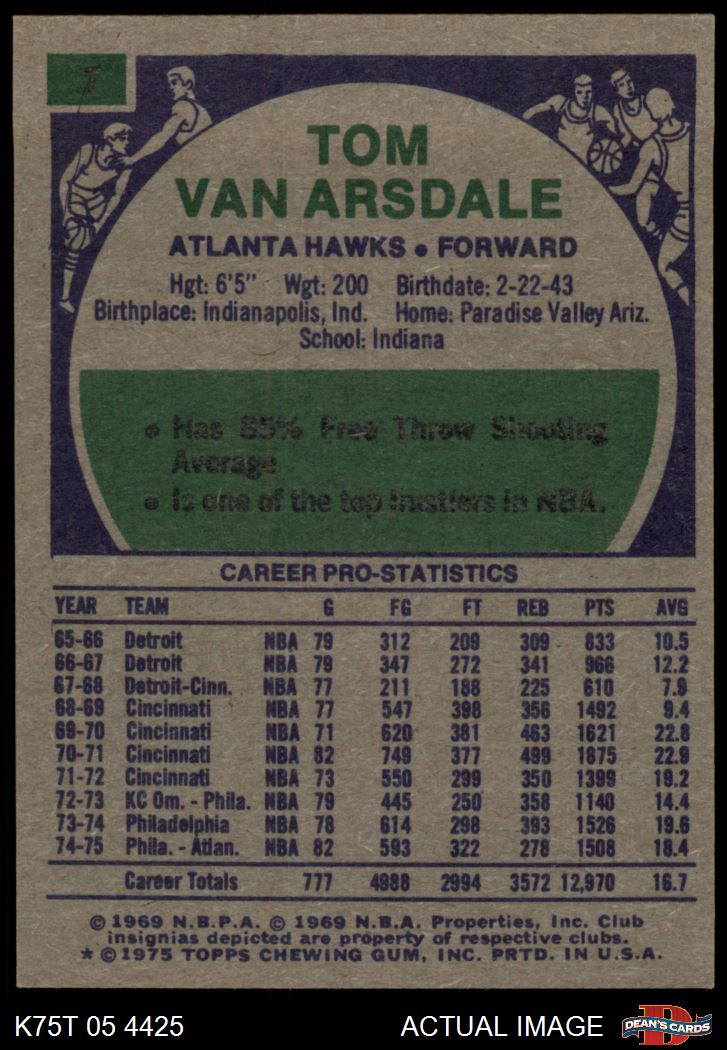 7
TOM
VAN ARSDALE
ATLANTA HAWKS • FORWARD
Hgt: 6'5" Wgt: 200 Birthdate: 2-22-43
Birthplace: Indianapolis, Ind. Home: Paradise Valley Ariz.
School: Indiana
• Has 85% Free Throw Shooting
Average
• Is one of the top hustlers in NBA.
CAREER PRO-STATISTICS
YEAR TEAM G FG FT REB PTS AVG
65-66 Detroit NBA 79 312 209 309 833 10.5
66-67 Detroit NBA 79 347 272 341 966 12.2
67-68 Detroit-Cinn. NBA 77 211 188 225 610 7.9
68-69 Cincinnati NBA 77 547 398 356 1492 9.4
69-70 Cincinnati NBA 71 620 381 463 1621 22.8
70-71 Cincinnati NBA 82 749 377 499 1875 22.9
71-72 Cincinnati NBA 73 550 299 350 1399 19.2
72-73 KC Om. - Phila. NBA 79 445 250 358 1140 14.4
73-74 Philadelphia NBA 78 614 298 393 1526 19.6
74-75 Phila. - Atlan. NBA 82 593 322 278 1508 18.4
Career Totals 777 4988 2994 3572 12,970 16.7
© 1969 N.B.P.A. © 1969 N.B.A. Properties, Inc. Club
insignias depicted are property of respective clubs.
* © 1975 TOPPS CHEWING GUM, INC. PRTD. IN U.S.A.
K75T 05 4425 ACTUAL IMAGE D DEAN'S CARDS